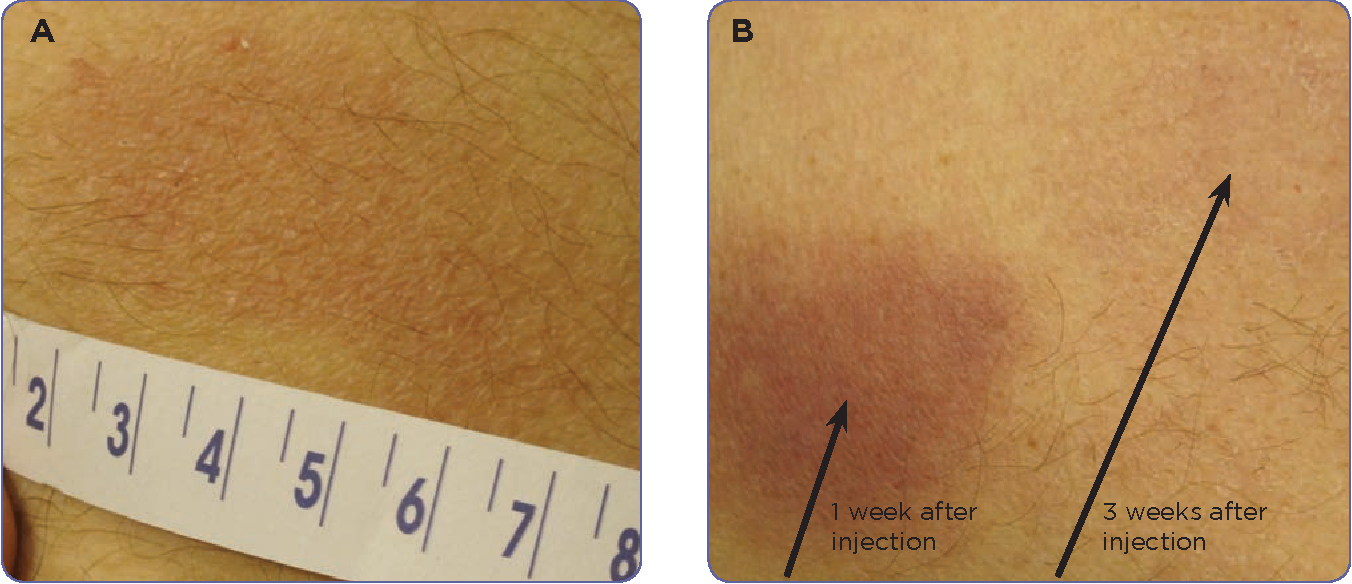 A
2 3 4 5 6 7 8
B
1 week after
injection
3 weeks after
injection